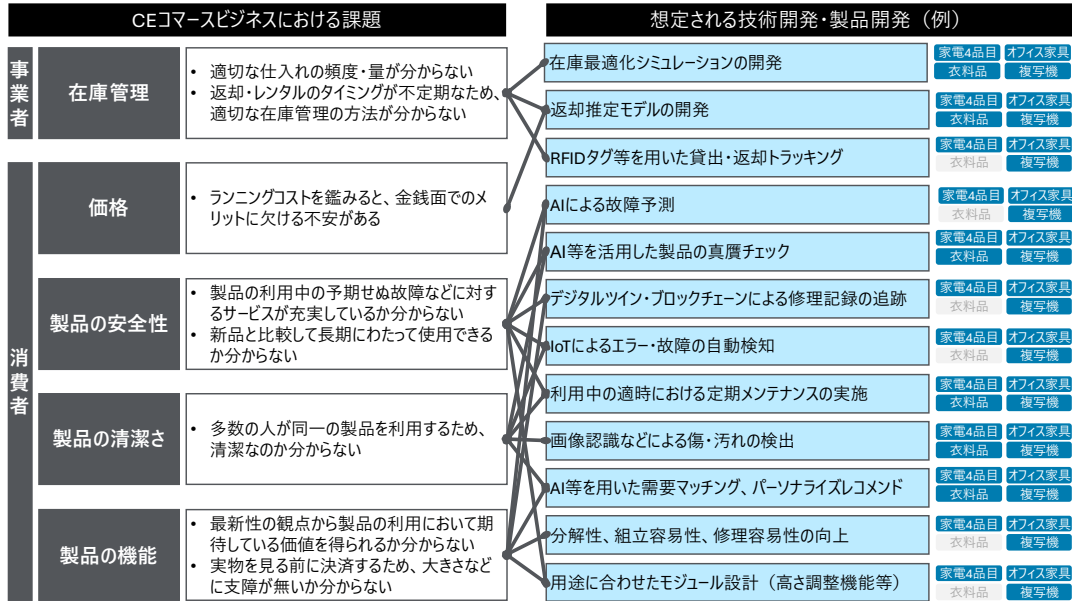 CEコマースビジネスにおける課題
想定される技術開発・製品開発（例）
事業者
在庫管理
• 適切な仕入れの頻度・量が分からない
• 返却・レンタルのタイミングが不定期なため、
適切な在庫管理の方法が分からない
消費者
価格
• ランニングコストを鑑みると、金銭面でのメ
リットに欠ける不安がある
製品の安全性
• 製品の利用中の予期せぬ故障などに対す
るサービスが充実しているか分からない
• 新品と比較して長期にわたって使用できる
か分からない
製品の清潔さ
• 多数の人が同一の製品を利用するため、
清潔なのか分からない
製品の機能
• 最新性の観点から製品の利用において期
待している価値を得られるか分からない
• 実物を見る前に決済するため、大きさなど
に支障が無いか分からない
在庫最適化シミュレーションの開発
家電4品目 オフィス家具
衣料品 複写機
返却推定モデルの開発
家電4品目 オフィス家具
衣料品 複写機
RFIDタグ等を用いた貸出・返却トラッキング
家電4品目 オフィス家具
衣料品 複写機
AIによる故障予測
家電4品目 オフィス家具
衣料品 複写機
AI等を活用した製品の真贋チェック
家電4品目 オフィス家具
衣料品 複写機
デジタルツイン・ブロックチェーンによる修理記録の追跡
家電4品目 オフィス家具
衣料品 複写機
IoTによるエラー・故障の自動検知
家電4品目 オフィス家具
衣料品 複写機
利用中の適時における定期メンテナンスの実施
家電4品目 オフィス家具
衣料品 複写機
画像認識などによる傷・汚れの検出
家電4品目 オフィス家具
衣料品 複写機
AI等を用いた需要マッチング、パーソナライズレコメンド
家電4品目 オフィス家具
衣料品 複写機
分解性、組立容易性、修理容易性の向上
家電4品目 オフィス家具
衣料品 複写機
用途に合わせたモジュール設計（高さ調整機能等）
家電4品目 オフィス家具
衣料品 複写機